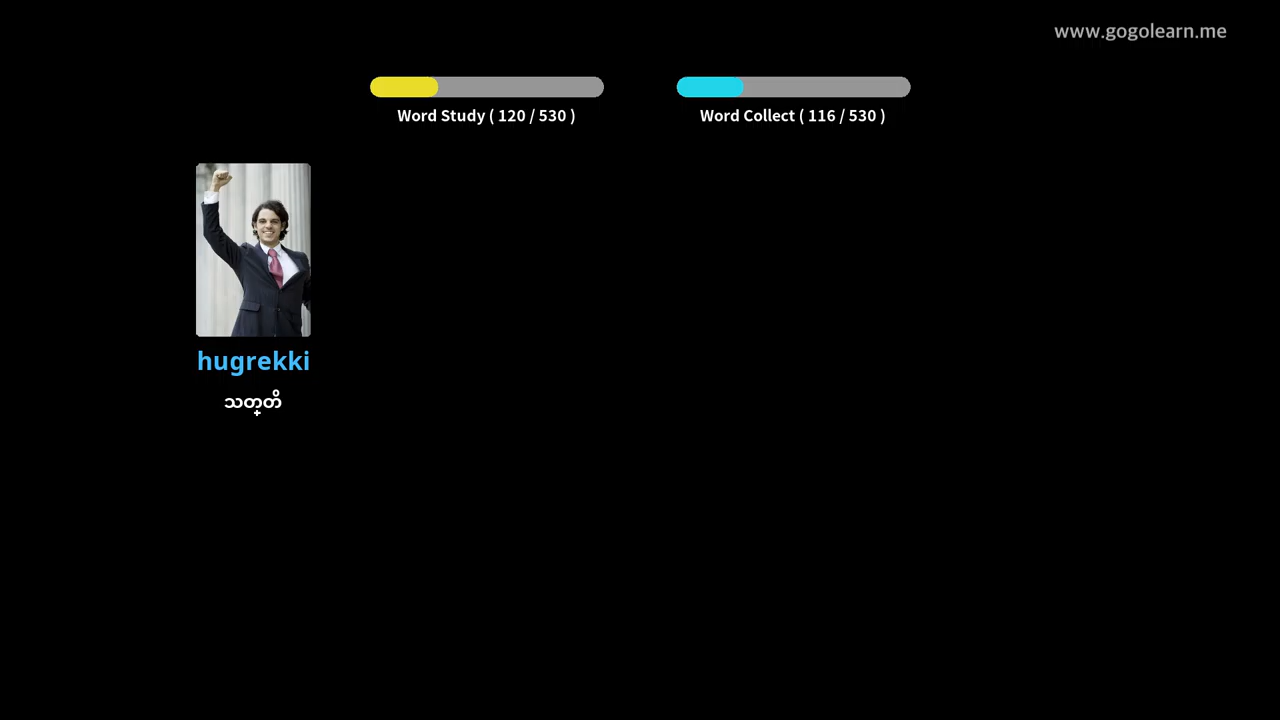 www.gogolearn.me
Word Study ( 120 / 530 )
Word Collect ( 116 / 530 )
hugrekki
သတ္တိ